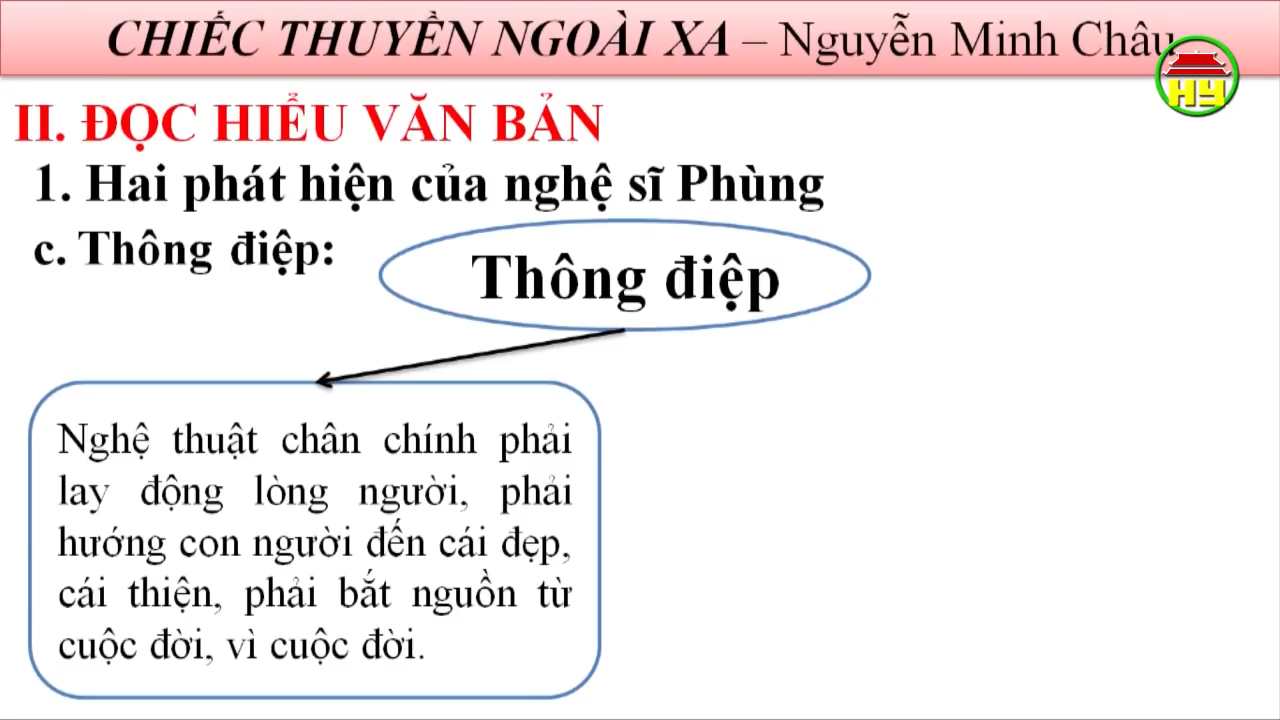 CHIẾC THUYỀN NGOÀI XA – Nguyễn Minh Châu
HY
II. ĐỌC HIỂU VĂN BẢN
1. Hai phát hiện của nghệ sĩ Phùng
c. Thông điệp:
Thông điệp
Nghệ thuật chân chính phải
lay động lòng người, phải
hướng con người đến cái đẹp,
cái thiện, phải bắt nguồn từ
cuộc đời, vì cuộc đời.